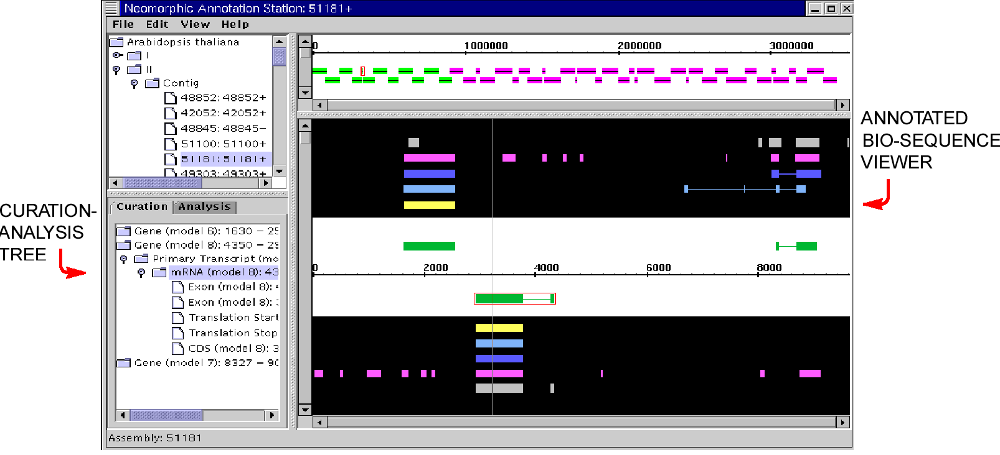 Neomorphic Annotation Station: 51181+
File Edit View Help
Arabidopsis thaliana
I
II
Contig
48852: 48852+
42052: 42052+
48845: 48845-
51100: 51100+
51181: 51181+
49303: 49303+
0 1000000 2000000 3000000
Curation Analysis
Gene (model 6): 1630 - 25
Gene (model 8): 4350 - 29
Primary Transcript (mo
mRNA (model 8): 43
Exon (model 8):
Exon (model 8):
Translation Start
Translation Stop
CDS (model 8): 3
Gene (model 7): 8327 - 90
0 2000 4000 6000 8000
Assembly: 51181
CURATION-
ANALYSIS
TREE
ANNOTATED
BIO-SEQUENCE
VIEWER